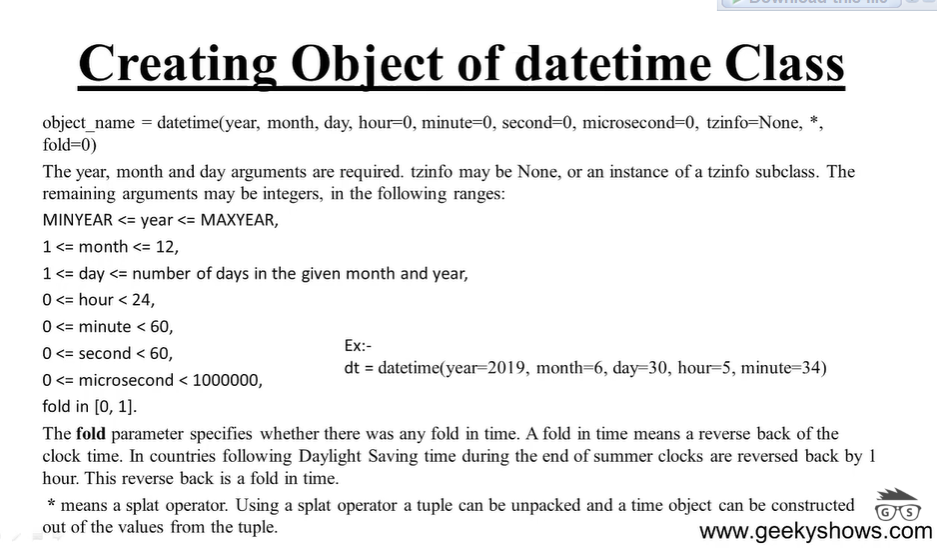 Download this file
Creating Object of datetime Class
object_name = datetime(year, month, day, hour=0, minute=0, second=0, microsecond=0, tzinfo=None, *,
fold=0)
The year, month and day arguments are required. tzinfo may be None, or an instance of a tzinfo subclass. The
remaining arguments may be integers, in the following ranges:
MINYEAR <= year <= MAXYEAR,
1 <= month <= 12,
1 <= day <= number of days in the given month and year,
0 <= hour < 24,
0 <= minute < 60,
0 <= second < 60,
0 <= microsecond < 1000000,
fold in [0, 1].
Ex:-
dt = datetime(year=2019, month=6, day=30, hour=5, minute=34)
The fold parameter specifies whether there was any fold in time. A fold in time means a reverse back of the
clock time. In countries following Daylight Saving time during the end of summer clocks are reversed back by 1
hour. This reverse back is a fold in time.
* means a splat operator. Using a splat operator a tuple can be unpacked and a time object can be constructed
out of the values from the tuple.
G S
www.geekyshows.com